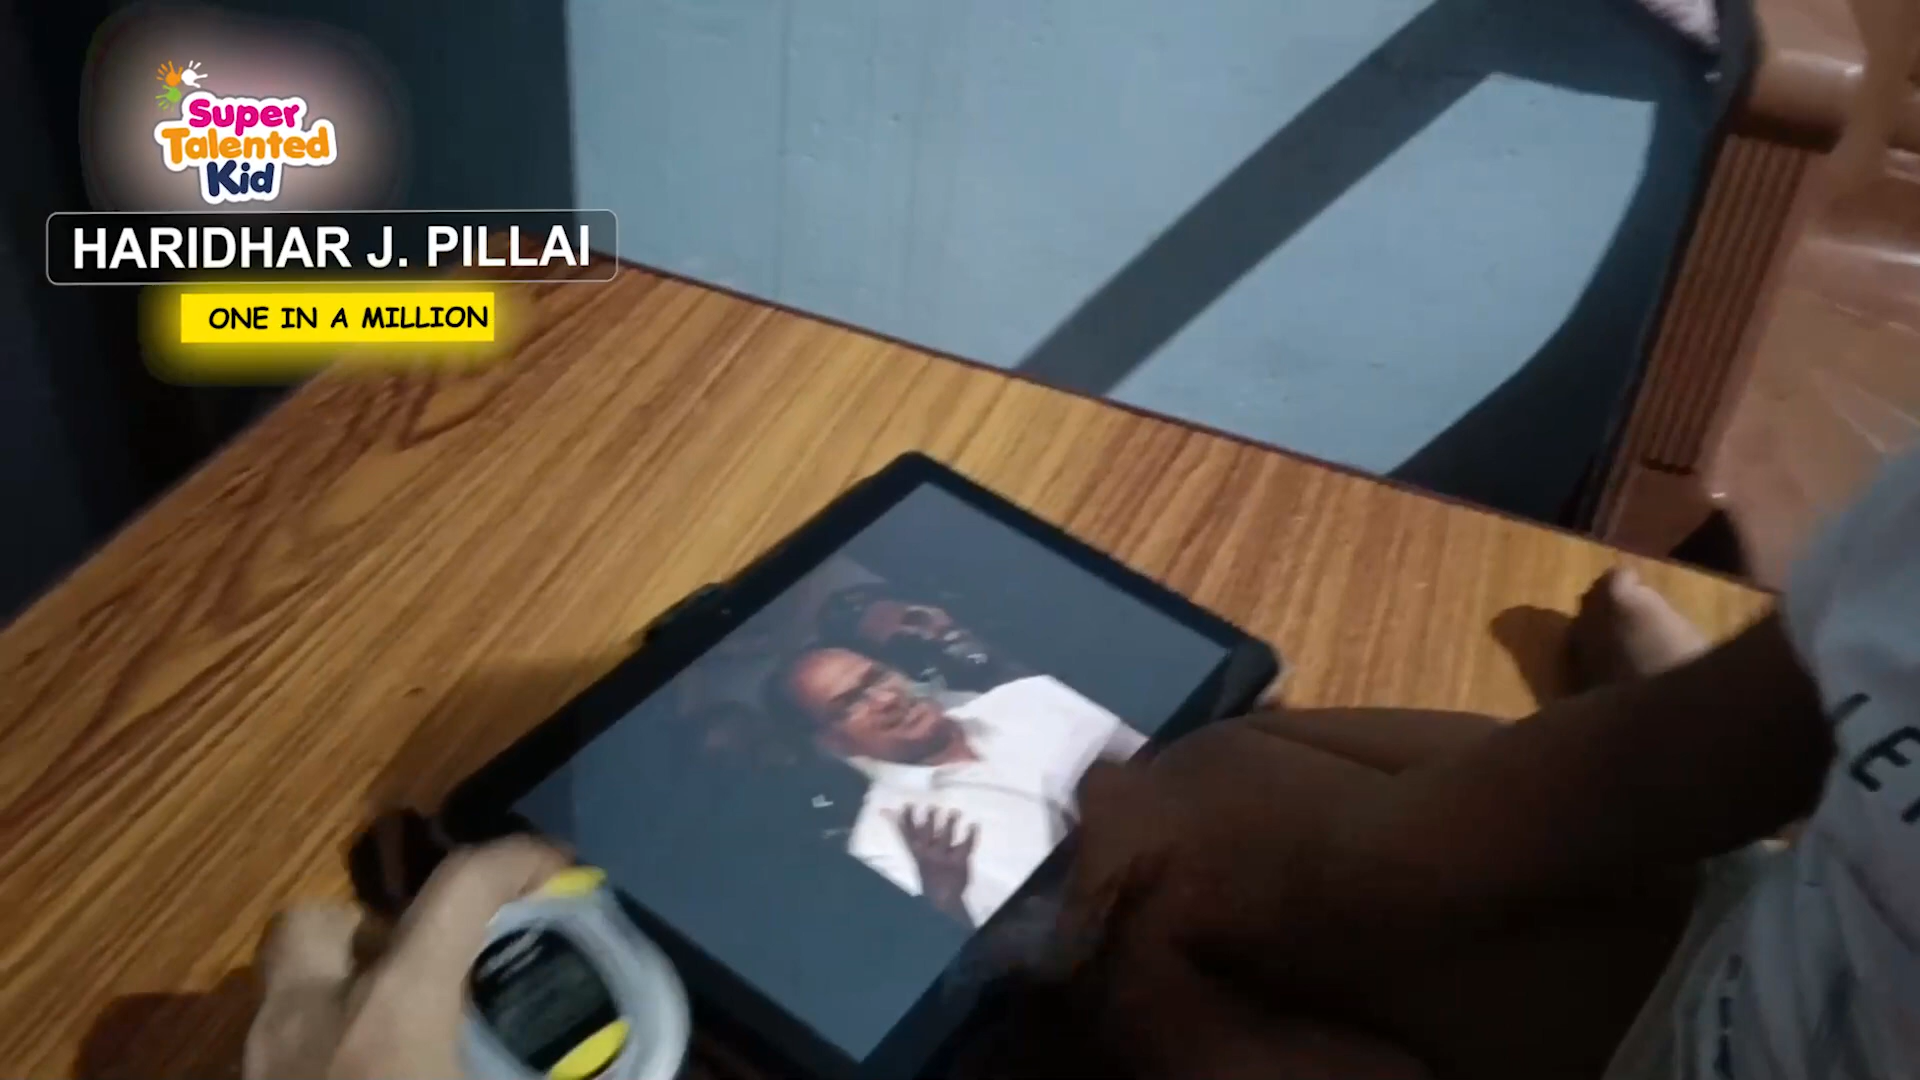 Super
Talented
Kid
HARIDHAR J. PILLAI
ONE IN A MILLION